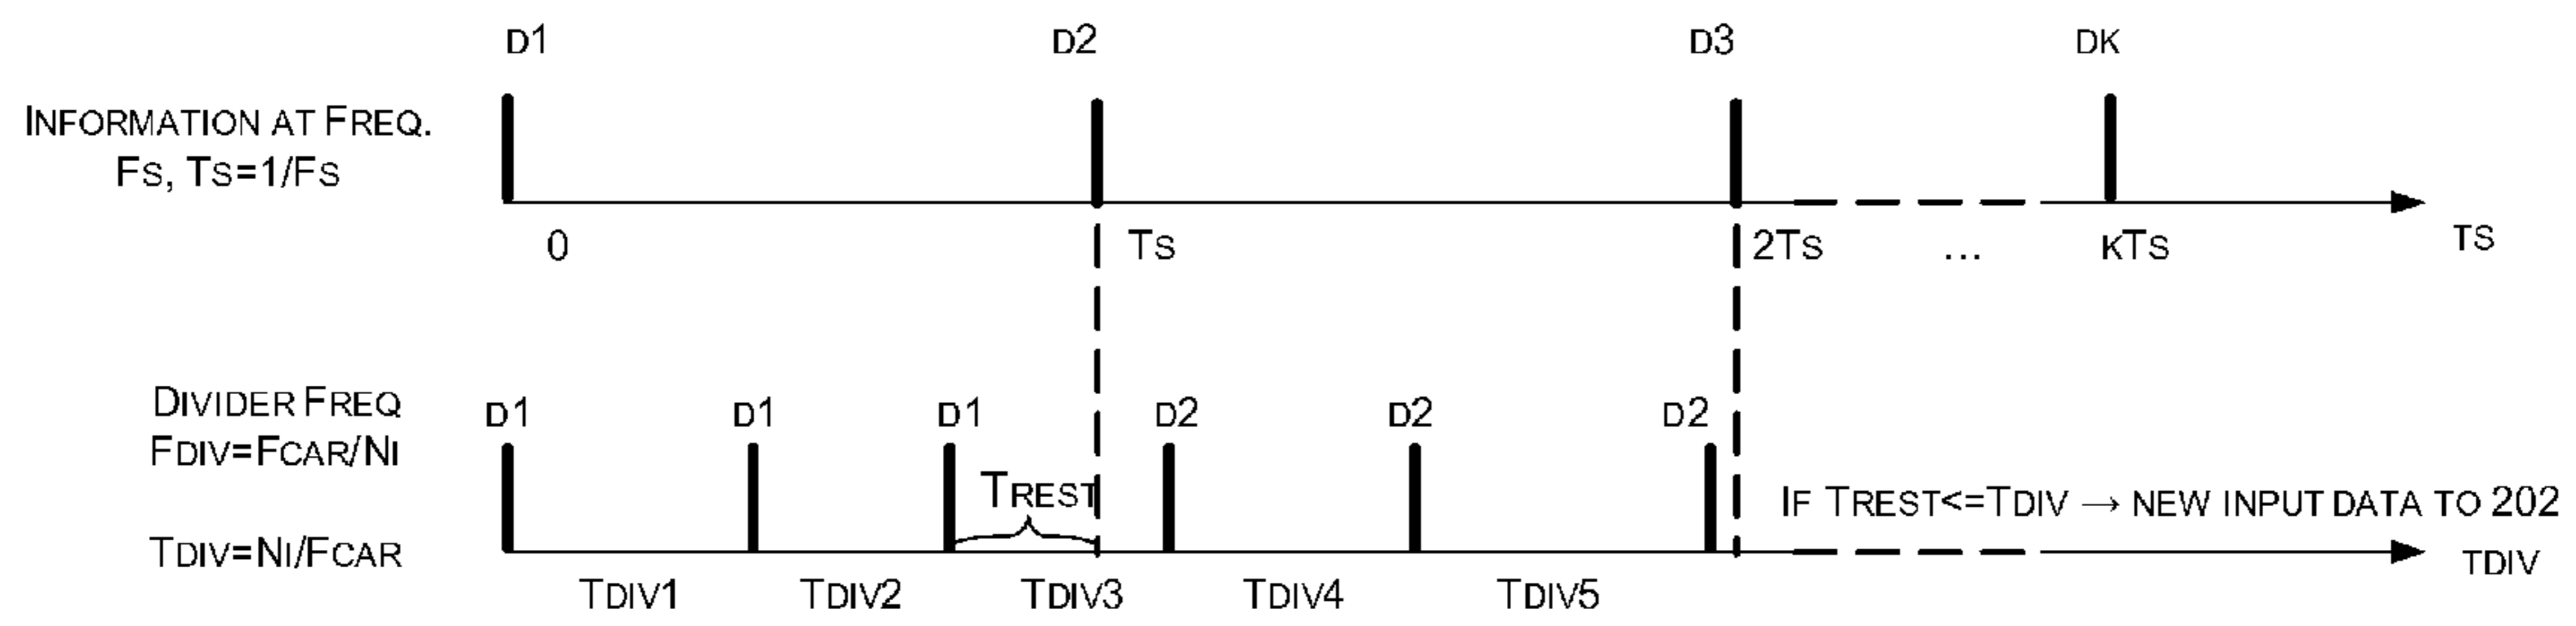 D1 D2 D3 DK
INFORMATION AT FREQ.
FS, TS=1/FS
0 TS 2TS ... KTS TS
DIVIDER FREQ
FDIV=FCAR/NI
D1 D1 D1 D2 D2 D2
TREST
IF TREST<=TDIV → NEW INPUT DATA TO 202
TDIV=NI/FCAR
TDIV
TDIV1 TDIV2 TDIV3 TDIV4 TDIV5